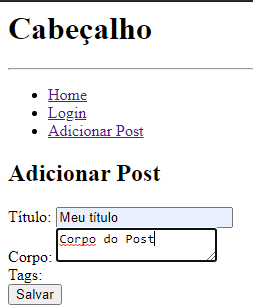 Cabeçalho
Home
Login
Adicionar Post
Adicionar Post
Título: Meu título
Corpo: Corpo do Post
Tags:
Salvar